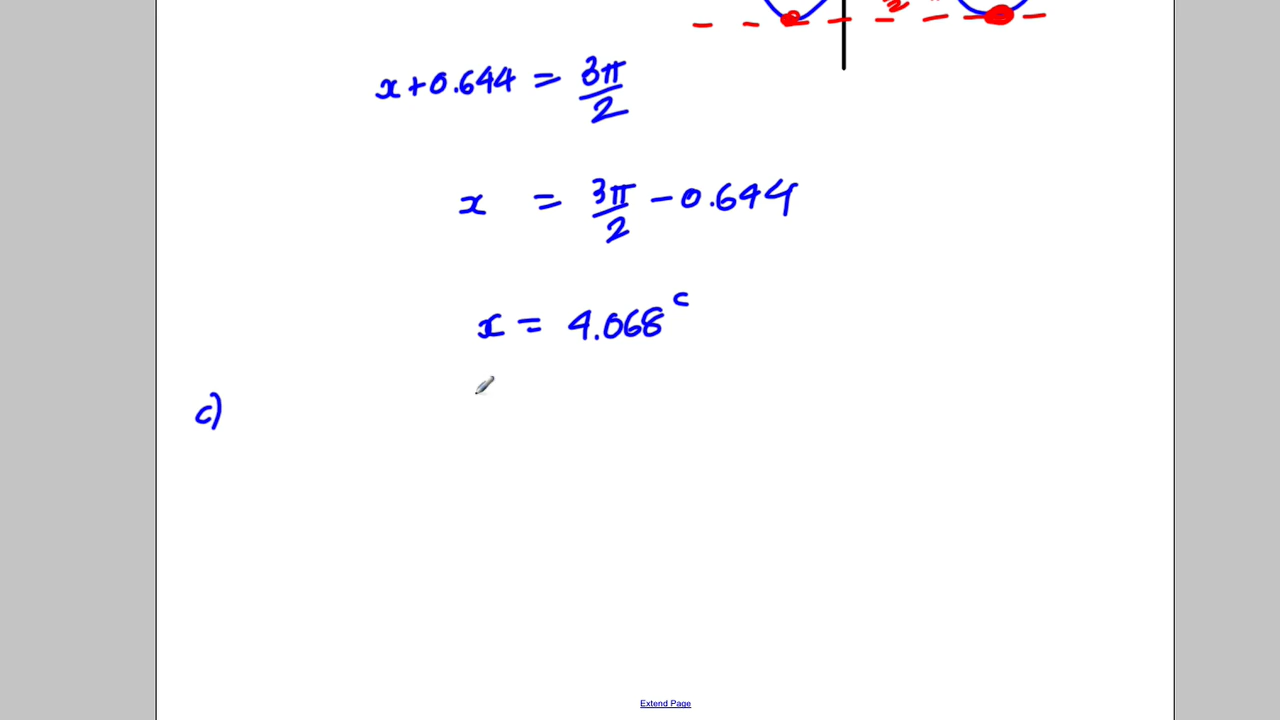 x+0.644 = 3π/2
x = 3π/2 - 0.644
x = 4.068ᶜ
c)
Extend Page